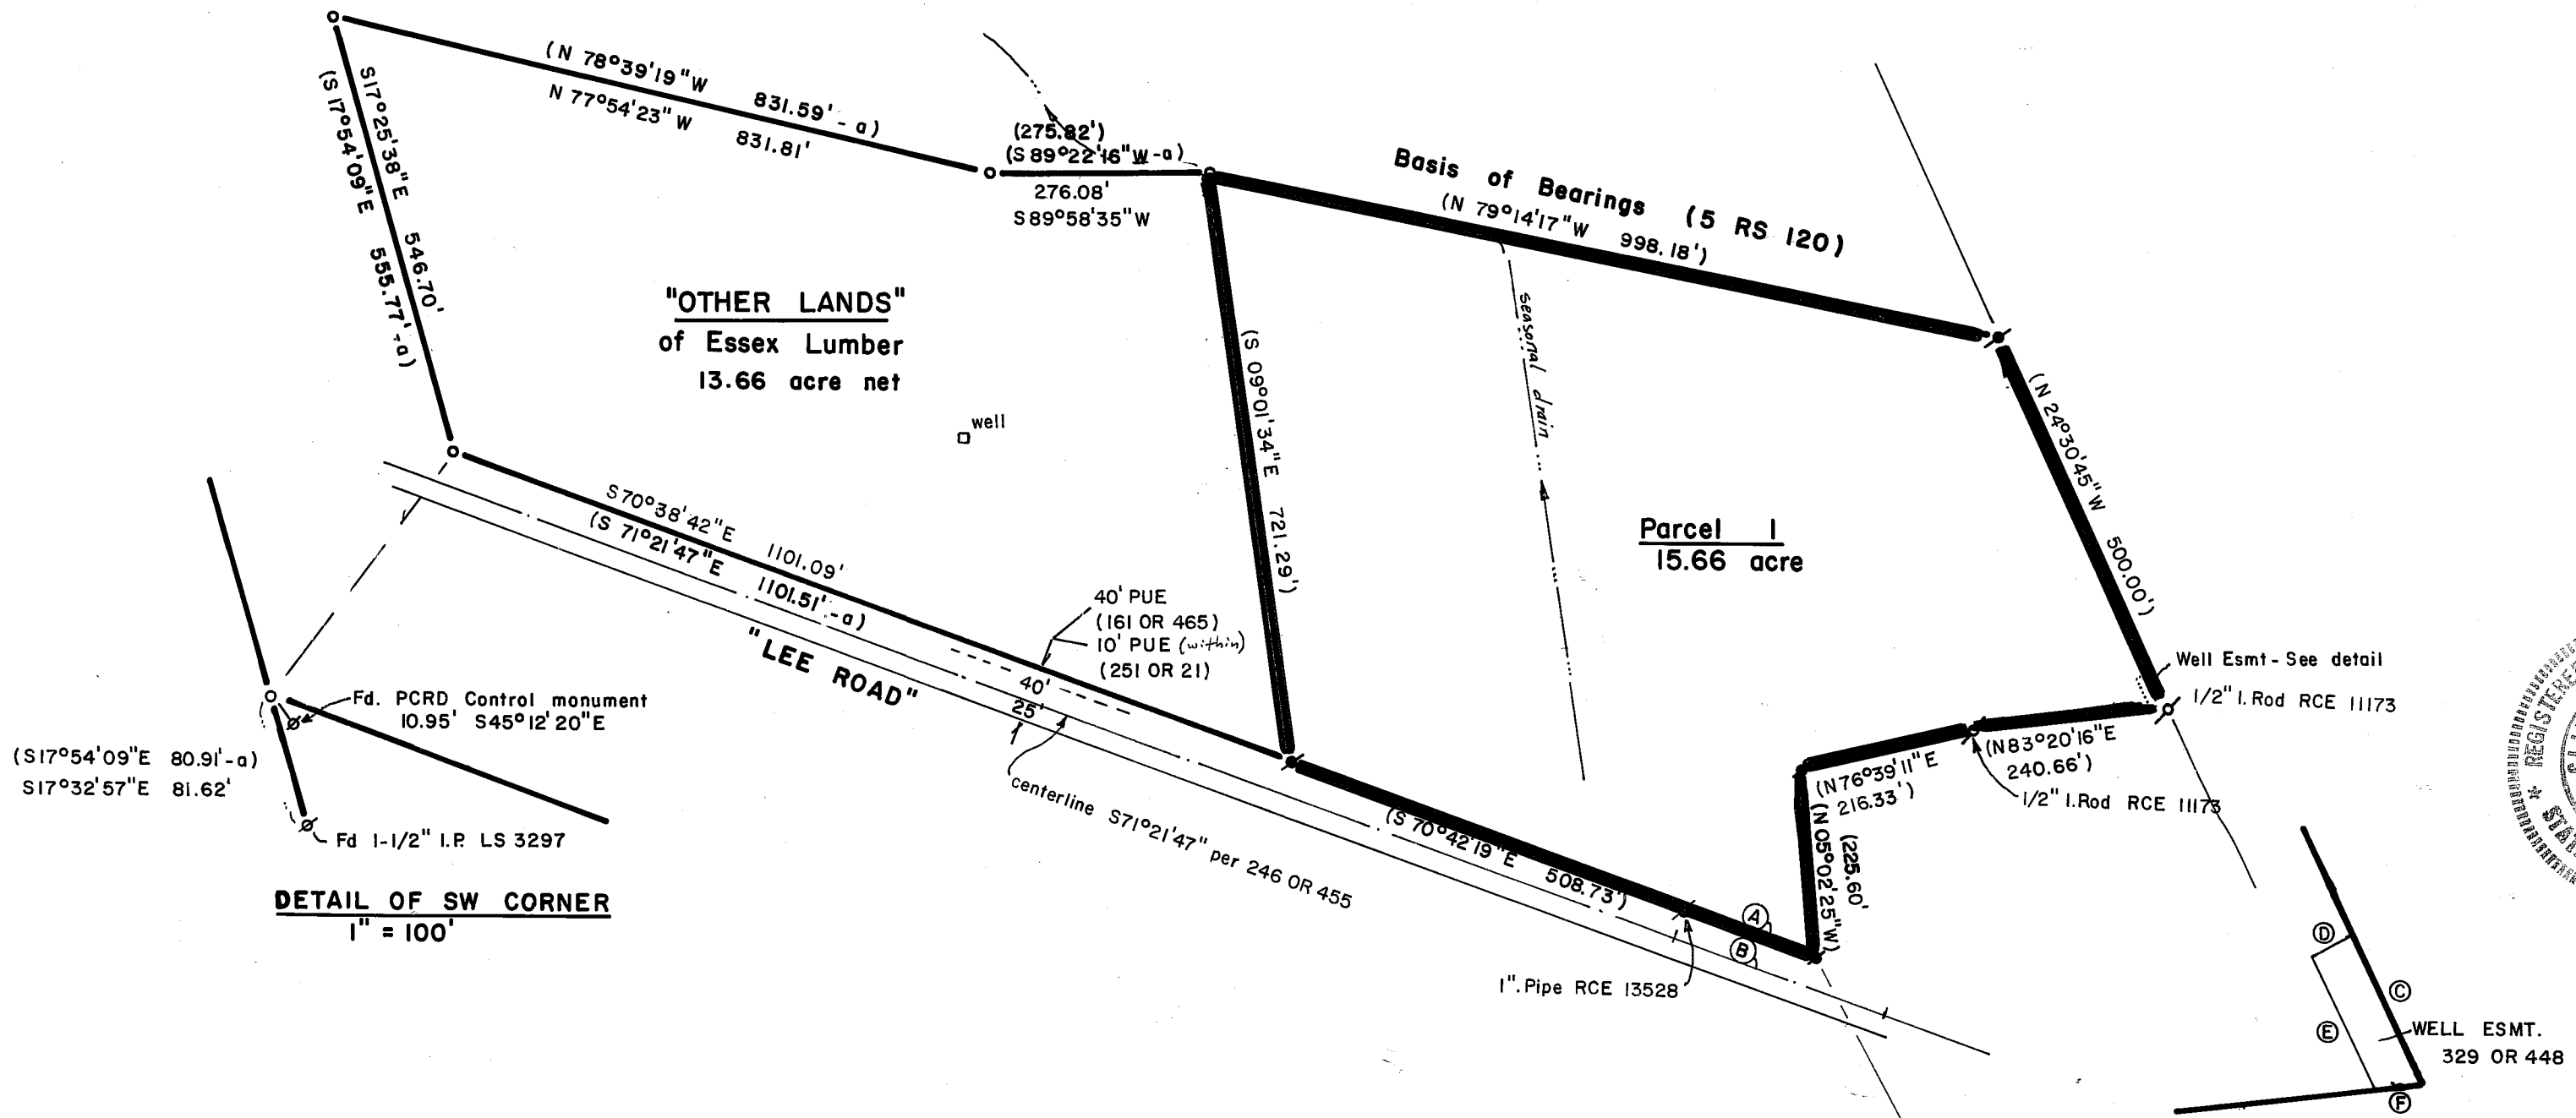 (N 78°39'19"W 831.59'-a)
N 77°54'23"W 831.81'
S17°25'38"E 546.70'
(S 17°54'09"E 555.77'-a)
(275.82')
(S 89°22'16"W-a)
276.08'
S 89°58'35"W
Basis of Bearings (5 RS 120)
(N 79°14'17"W 998.18')
"OTHER LANDS"
of Essex Lumber
13.66 acre net
well
(S 09°01'34"E 721.29')
seasonal drain
Parcel 1
15.66 acre
(N 24°30'45"W 500.00')
Well Esmt - See detail
1/2" I.Rod RCE 11173
S 70°38'42"E 1101.09'
(S 71°21'47"E 1101.51'-a)
40' PUE
(161 OR 465)
10' PUE (within)
(251 OR 21)
"LEE ROAD"
40'
25'
centerline S71°21'47" per 246 OR 455
Fd. PCRD Control monument
10.95' S45°12'20"E
(S17°54'09"E 80.91'-a)
S17°32'57"E 81.62'
Fd 1-1/2" I.P. LS 3297
DETAIL OF SW CORNER
1" = 100'
(S 70°42'19"E 508.73')
(N76°39'11"E
216.33')
(N83°20'16"E
240.66')
1/2" I.Rod RCE 11173
(225.60'
(N 05°02'25"W)
A
B
1". Pipe RCE 13528
D
C
E
WELL ESMT.
329 OR 448
F
REGISTERED